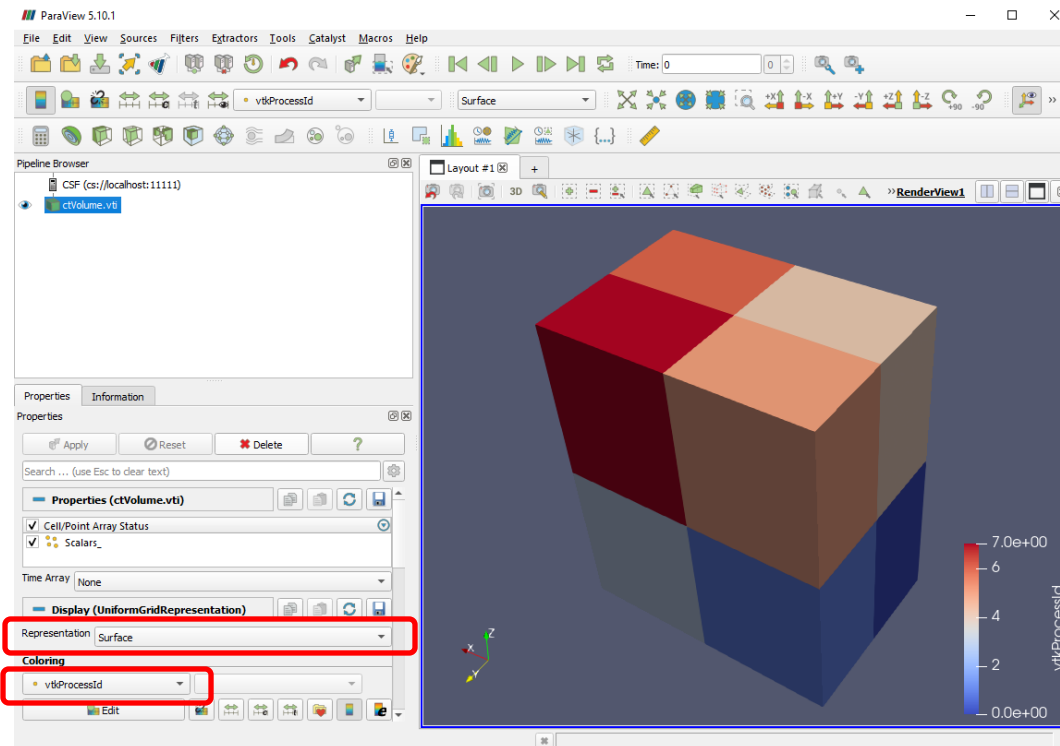 ParaView 5.10.1
File Edit View Sources Filters Extractors Tools Catalyst Macros Help
Time: 0 0
vtkProcessId Surface +X -X +Y -Y +Z -Z +90 -90 »
{...}
Pipeline Browser
CSF (cs://localhost:11111)
ctVolume.vti
Layout #1 +
3D »RenderView1
Properties Information
Properties
Apply Reset Delete ?
Search ... (use Esc to clear text)
Properties (ctVolume.vti)
Cell/Point Array Status
Scalars_
Time Array None
Display (UniformGridRepresentation)
Representation Surface
Coloring
vtkProcessId
Edit
Z
X
Y
7.0e+00
6
4
2
0.0e+00
vtkProcessId